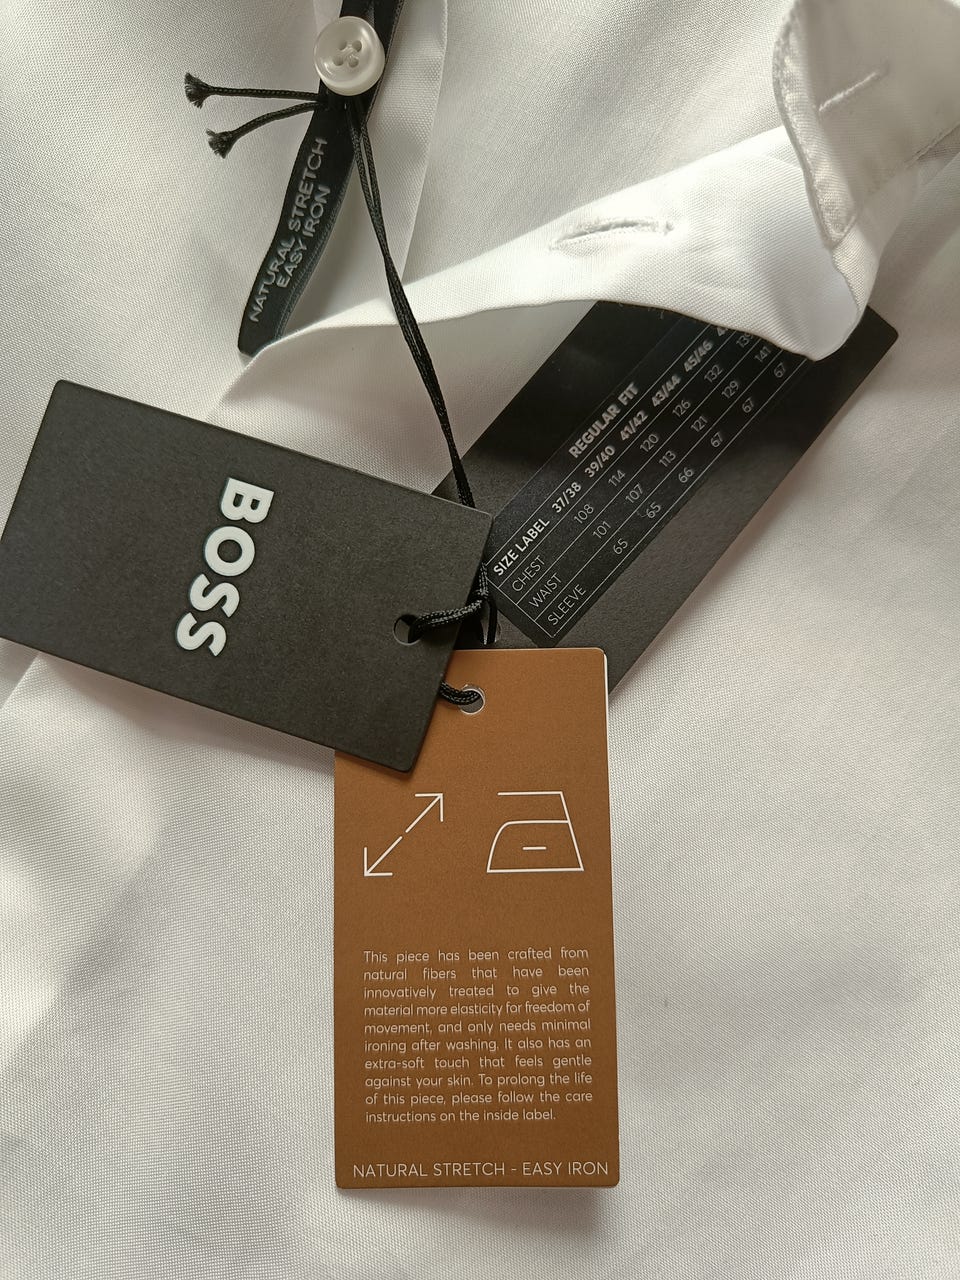 NATURAL STRETCH
EASY IRON
BOSS
REGULAR FIT
SIZE LABEL 37/38 39/40 41/42 43/44 45/46
CHEST 108 114 120 126 132
WAIST 101 107 113 121 129 141
SLEEVE 65 65 66 67 67 67
This piece has been crafted from
natural fibers that have been
innovatively treated to give the
material more elasticity for freedom of
movement, and only needs minimal
ironing after washing. It also has an
extra-soft touch that feels gentle
against your skin. To prolong the life
of this piece, please follow the care
instructions on the inside label.
NATURAL STRETCH - EASY IRON